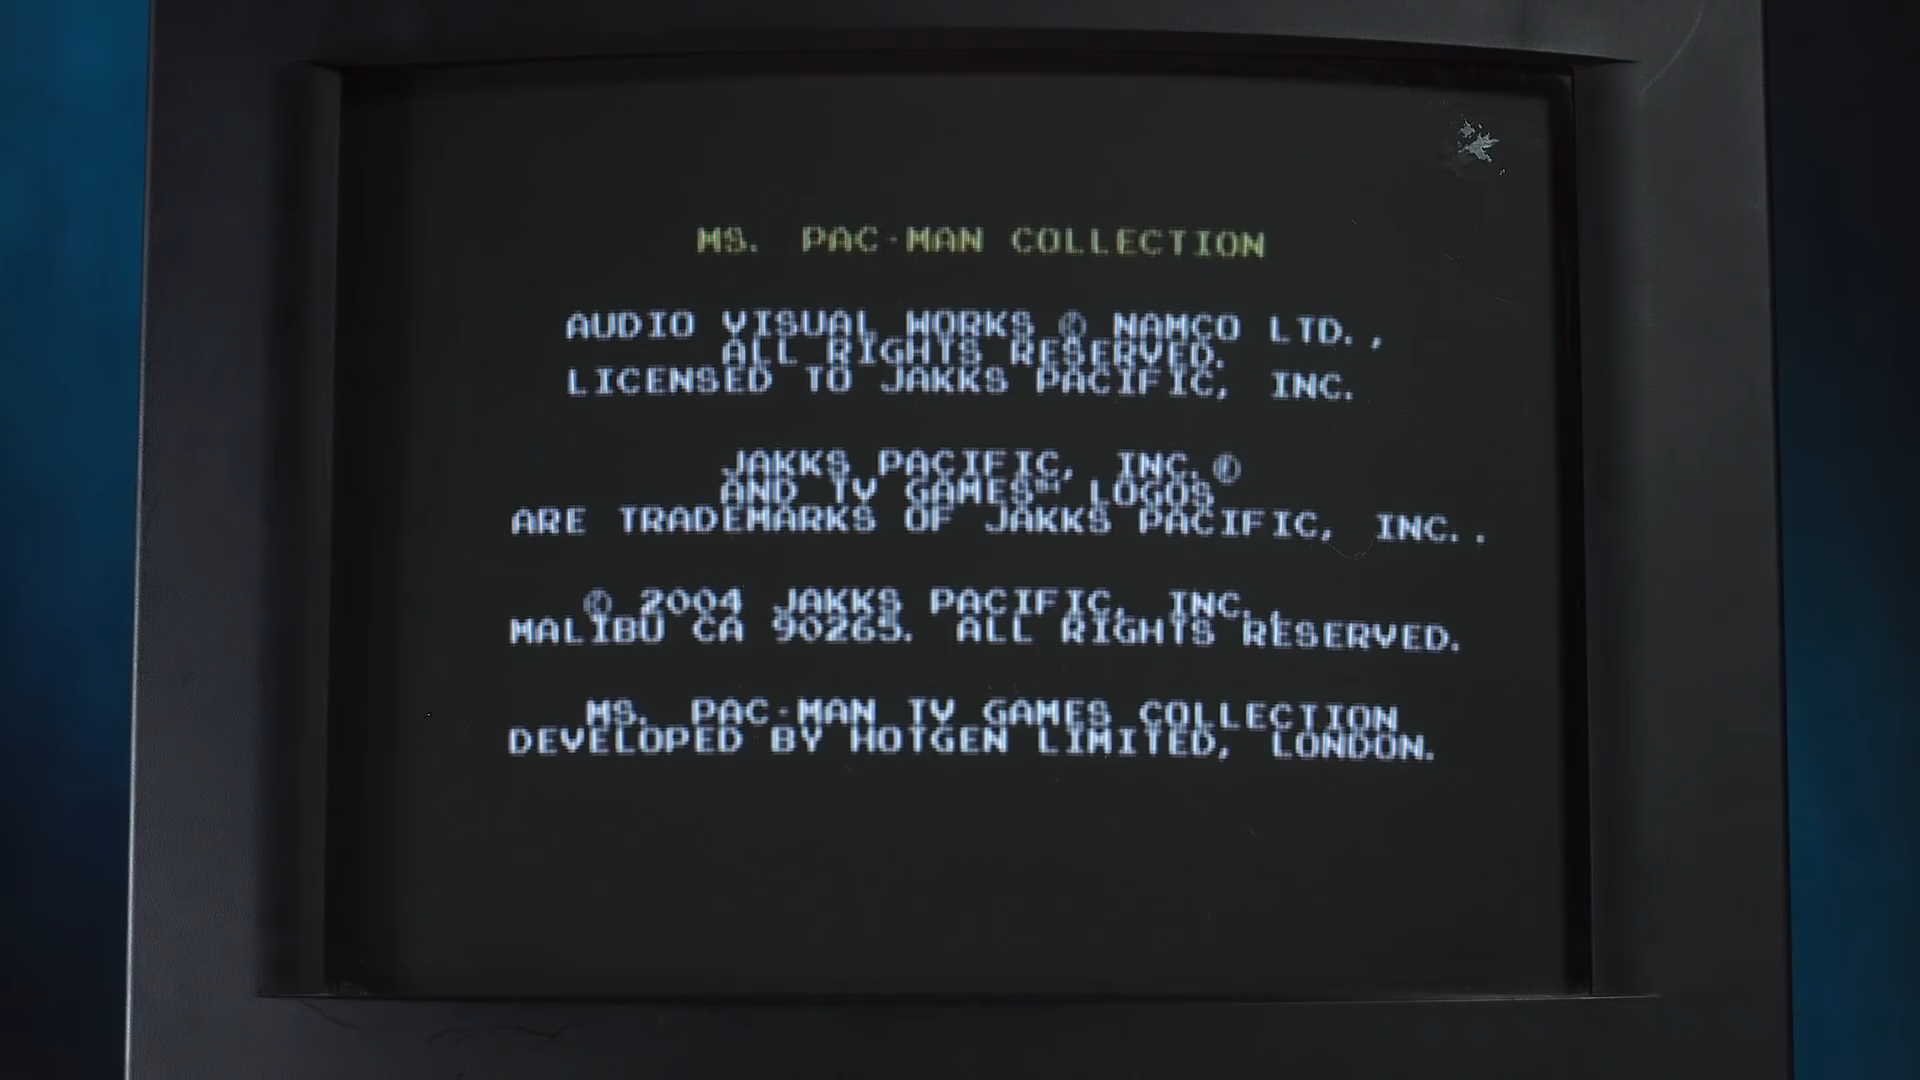 MS. PAC-MAN COLLECTION
AUDIO VISUAL WORKS © NAMCO LTD.,
ALL RIGHTS RESERVED.
LICENSED TO JAKKS PACIFIC, INC.
JAKKS PACIFIC, INC.®
AND TV GAMES™ LOGOS
ARE TRADEMARKS OF JAKKS PACIFIC, INC..
© 2004 JAKKS PACIFIC, INC.,
MALIBU CA 90265. ALL RIGHTS RESERVED.
MS. PAC-MAN TV GAMES COLLECTION
DEVELOPED BY HOTGEN LIMITED, LONDON.